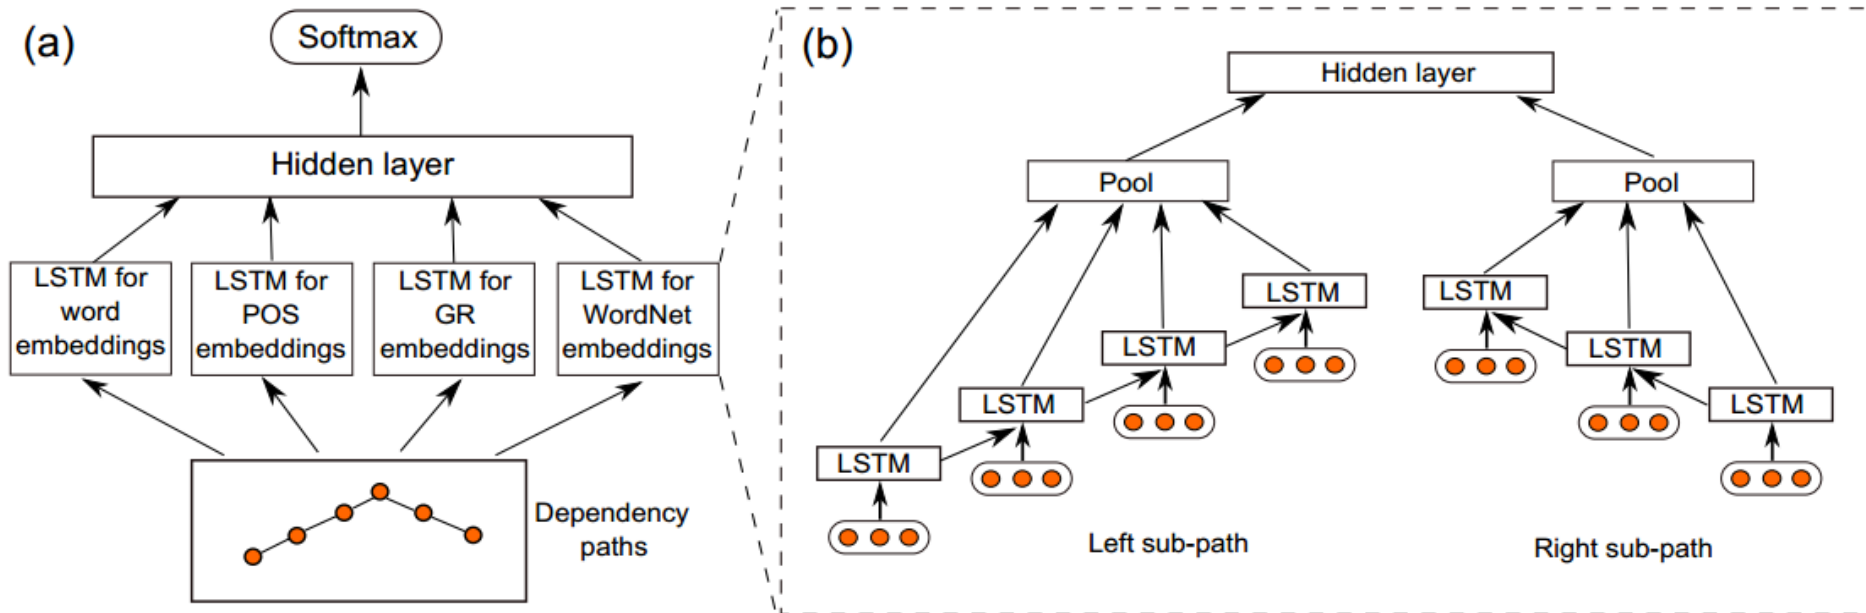 (a)
Softmax
Hidden layer
LSTM for
word
embeddings
LSTM for
POS
embeddings
LSTM for
GR
embeddings
LSTM for
WordNet
embeddings
Dependency
paths
(b)
Hidden layer
Pool
Pool
LSTM
LSTM
LSTM
LSTM
LSTM
LSTM
LSTM
Left sub-path
Right sub-path